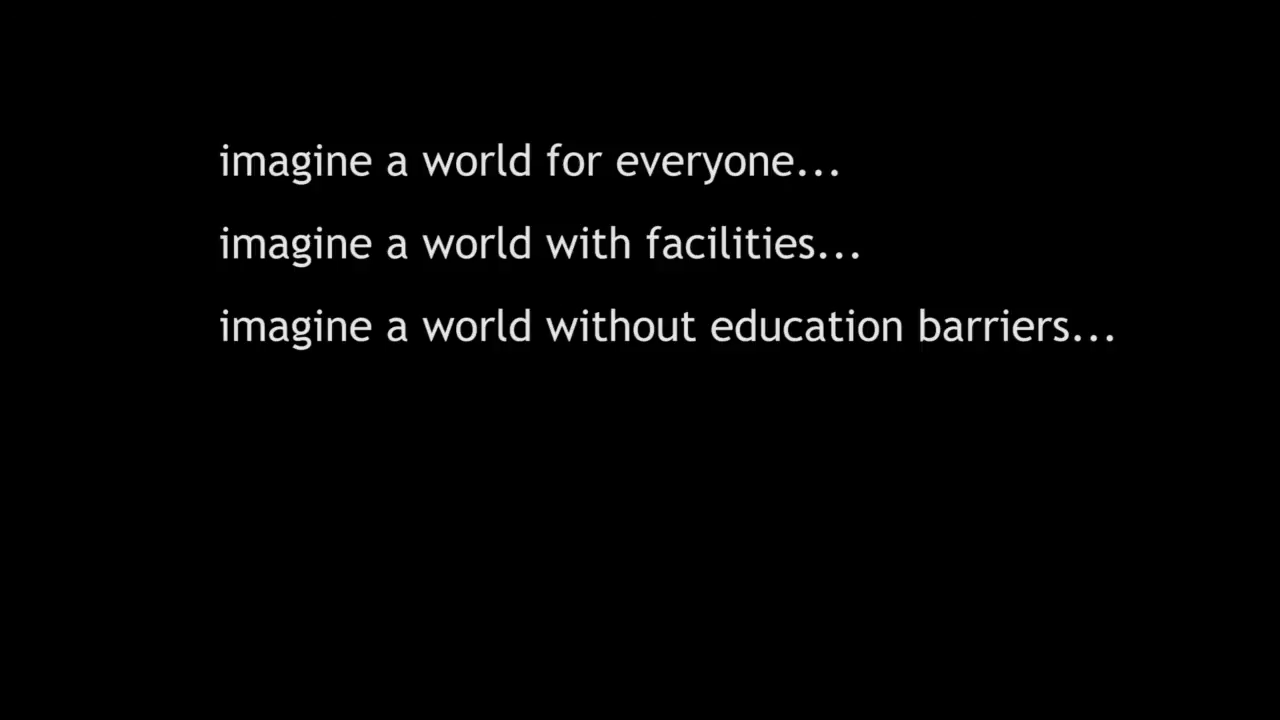 imagine a world for everyone...
imagine a world with facilities...
imagine a world without education barriers...